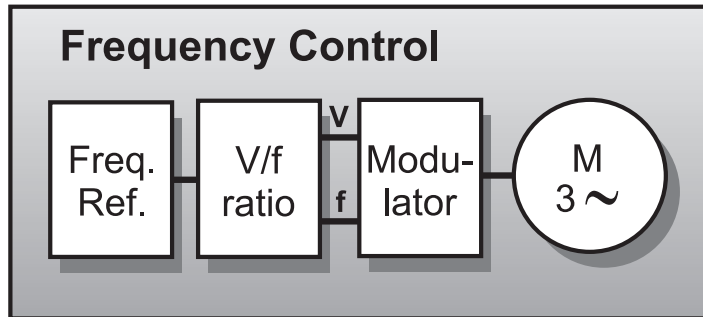 Frequency Control
Freq.
Ref.
V/f
ratio
V
f
Modu-
lator
M
3 ~